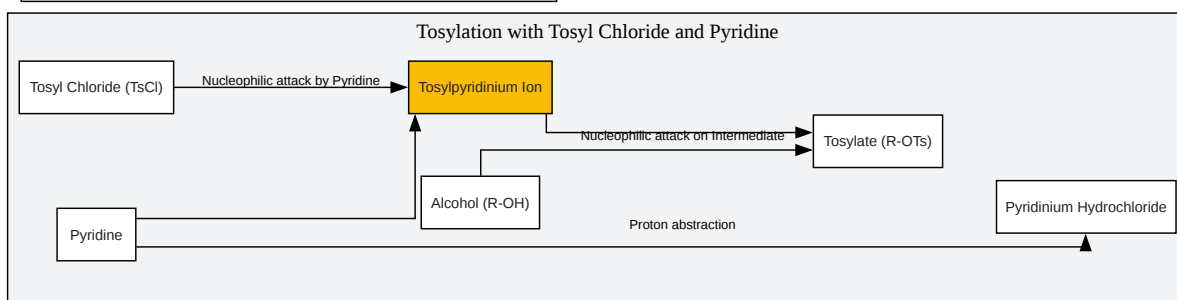 Tosylation with Tosyl Chloride and Pyridine
Tosyl Chloride (TsCl)
Nucleophilic attack by Pyridine
Tosylpyridinium Ion
Nucleophilic attack on Intermediate
Tosylate (R-OTs)
Alcohol (R-OH)
Pyridinium Hydrochloride
Pyridine
Proton abstraction